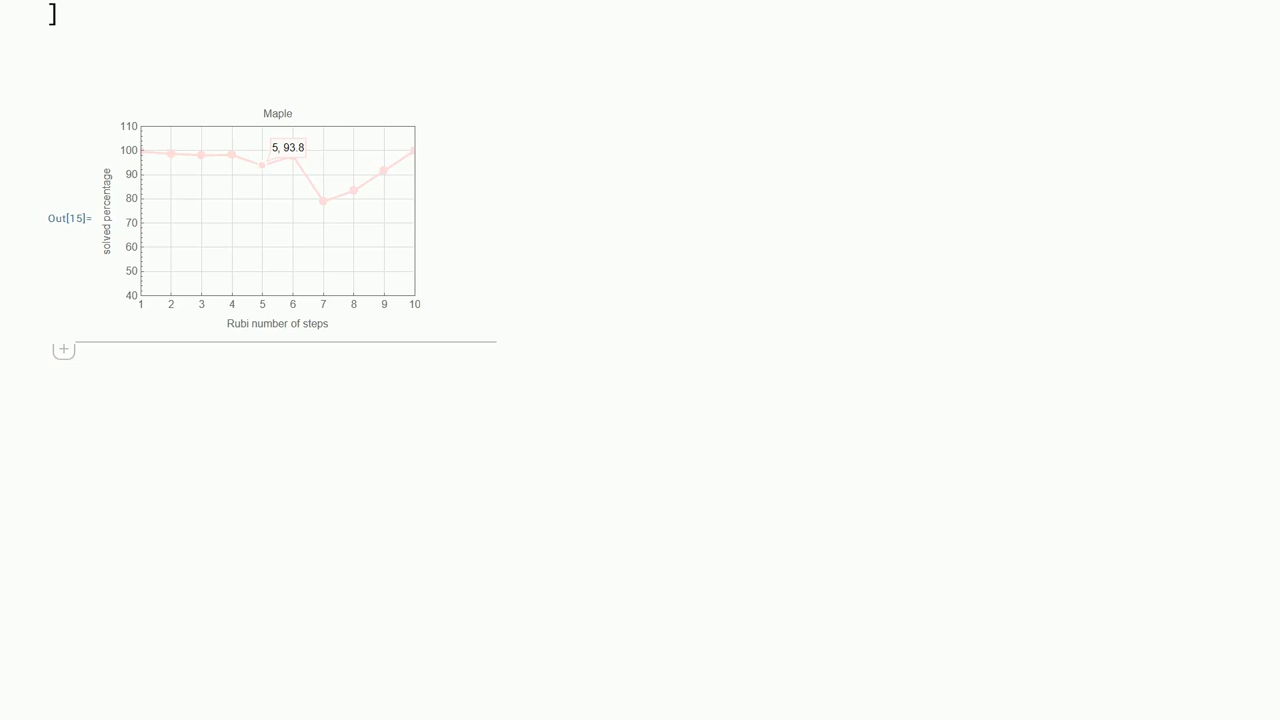 ]
Maple
110
100
90
80
70
60
50
40
solved percentage
5, 93.8
Out[15]=
1 2 3 4 5 6 7 8 9 10
Rubi number of steps
+